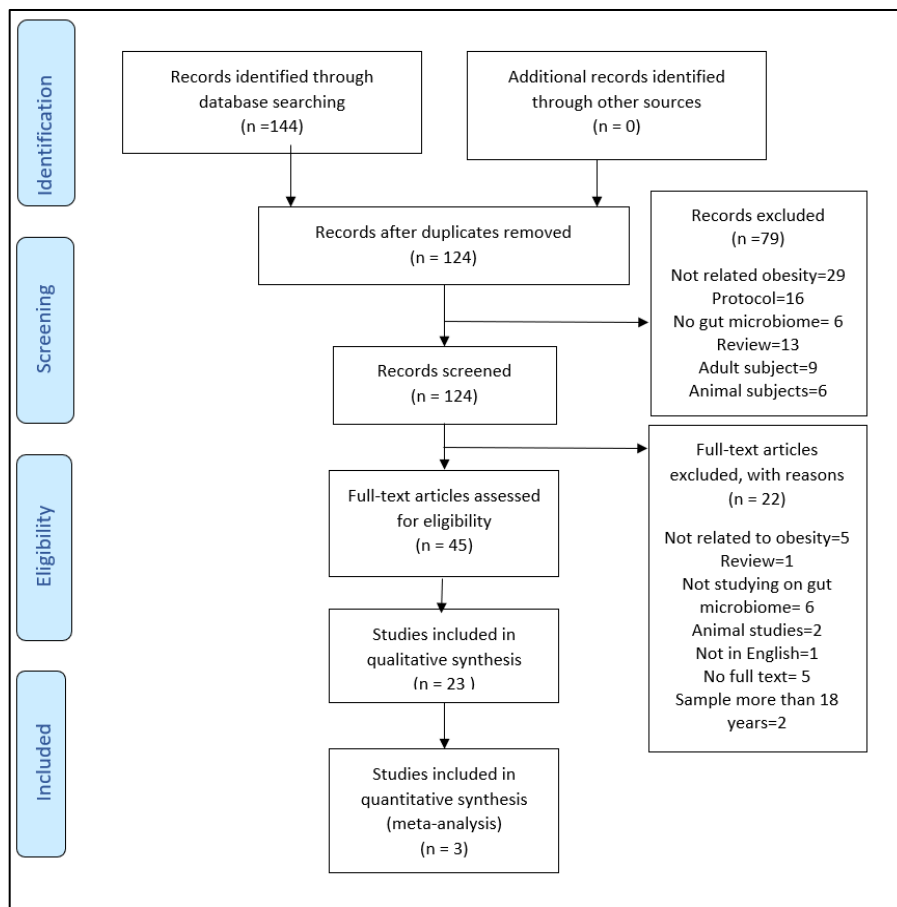 Identification
Records identified through
database searching
(n =144)
Additional records identified
through other sources
(n = 0)
Records after duplicates removed
(n = 124)
Records excluded
(n =79)
Not related obesity=29
Protocol=16
No gut microbiome= 6
Review=13
Adult subject=9
Animal subjects=6
Screening
Records screened
(n = 124)
Eligibility
Full-text articles assessed
for eligibility
(n = 45)
Full-text articles
excluded, with reasons
(n = 22)
Not related to obesity=5
Review=1
Not studying on gut
microbiome= 6
Animal studies=2
Not in English=1
No full text= 5
Sample more than 18
years=2
Studies included in
qualitative synthesis
(n = 23 )
Included
Studies included in
quantitative synthesis
(meta-analysis)
(n = 3)